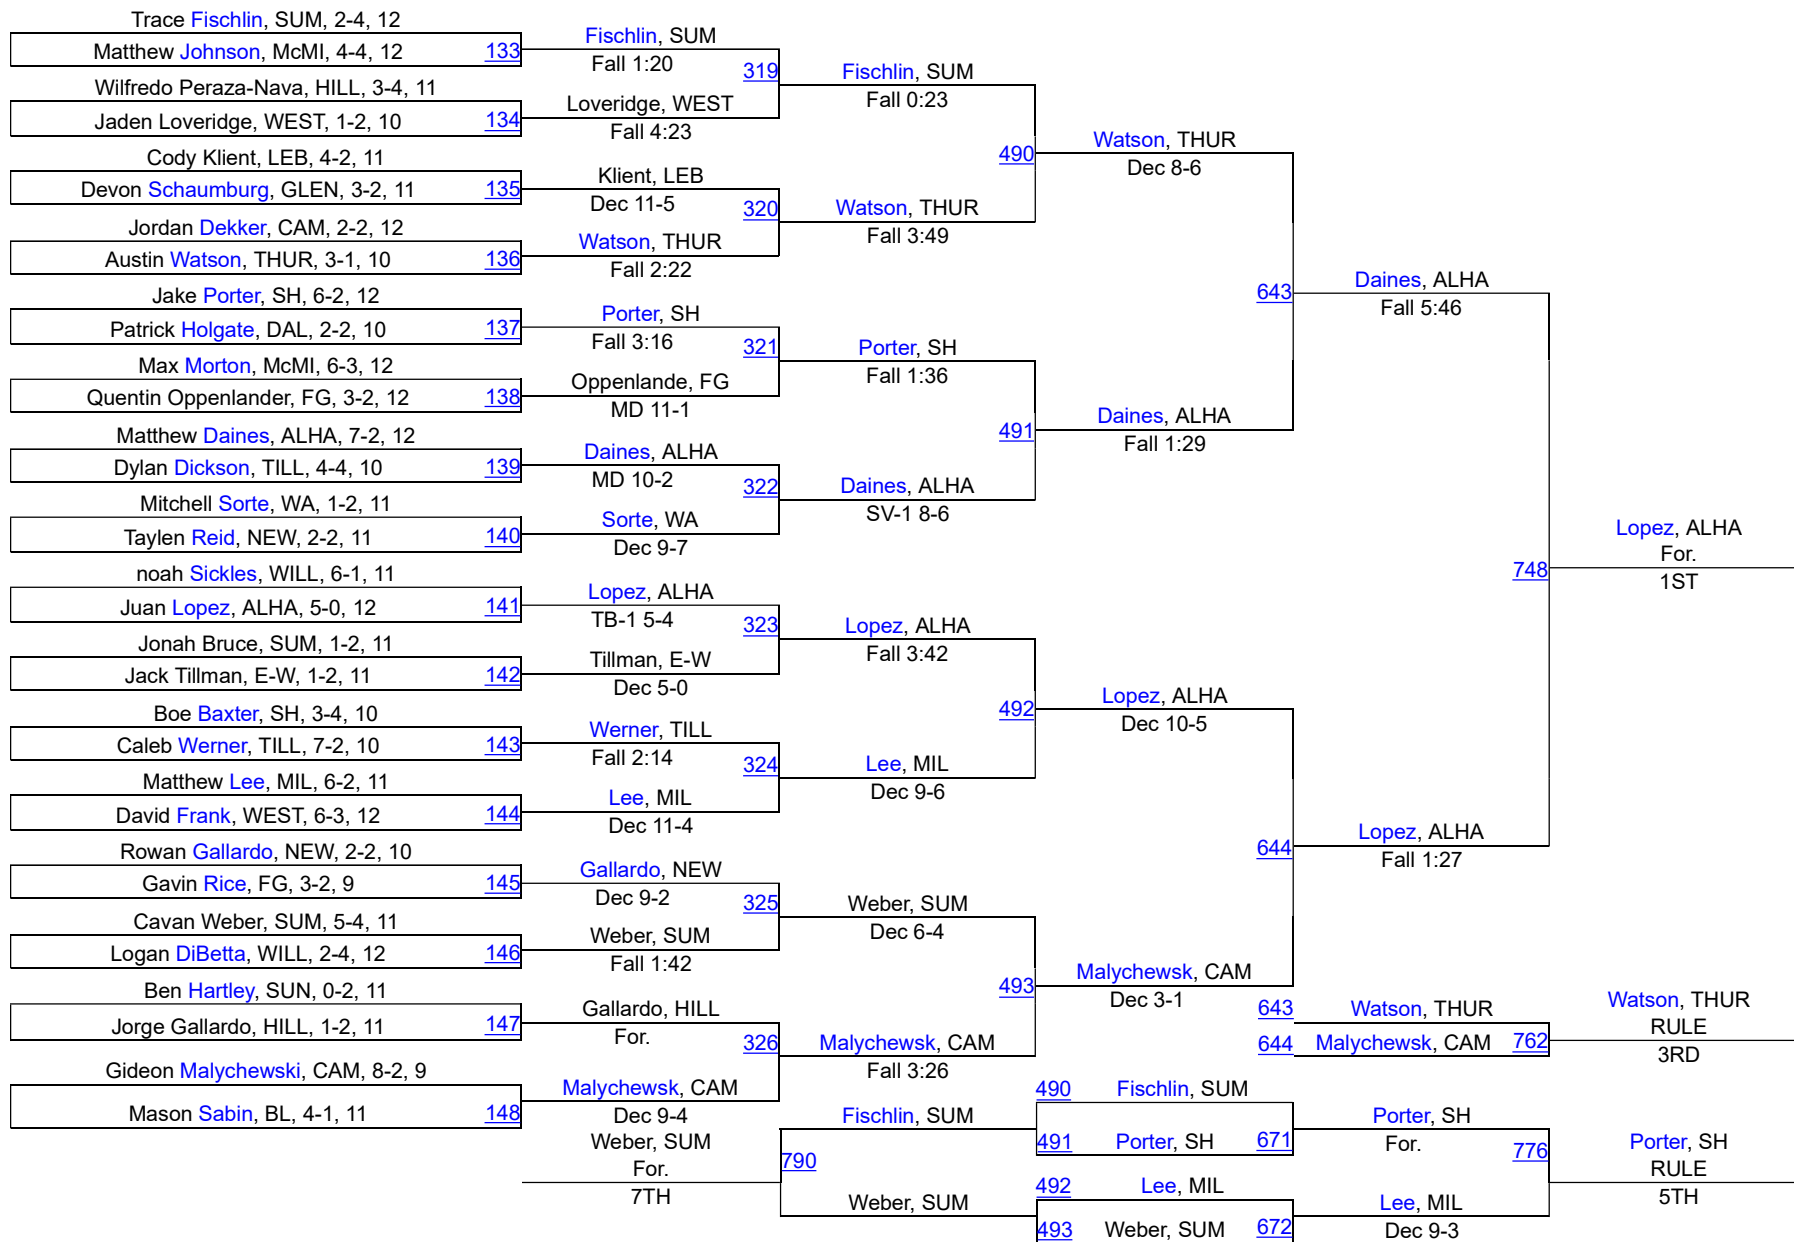 Trace Fischlin, SUM, 2-4, 12
Matthew Johnson, McMI, 4-4, 12 133
Wilfredo Peraza-Nava, HILL, 3-4, 11
Jaden Loveridge, WEST, 1-2, 10 134
Cody Klient, LEB, 4-2, 11
Devon Schaumburg, GLEN, 3-2, 11 135
Jordan Dekker, CAM, 2-2, 12
Austin Watson, THUR, 3-1, 10 136
Jake Porter, SH, 6-2, 12
Patrick Holgate, DAL, 2-2, 10 137
Max Morton, McMI, 6-3, 12
Quentin Oppenlander, FG, 3-2, 12 138
Matthew Daines, ALHA, 7-2, 12
Dylan Dickson, TILL, 4-4, 10 139
Mitchell Sorte, WA, 1-2, 11
Taylen Reid, NEW, 2-2, 11 140
noah Sickles, WILL, 6-1, 11
Juan Lopez, ALHA, 5-0, 12 141
Jonah Bruce, SUM, 1-2, 11
Jack Tillman, E-W, 1-2, 11 142
Boe Baxter, SH, 3-4, 10
Caleb Werner, TILL, 7-2, 10 143
Matthew Lee, MIL, 6-2, 11
David Frank, WEST, 6-3, 12 144
Rowan Gallardo, NEW, 2-2, 10
Gavin Rice, FG, 3-2, 9 145
Cavan Weber, SUM, 5-4, 11
Logan DiBetta, WILL, 2-4, 12 146
Ben Hartley, SUN, 0-2, 11
Jorge Gallardo, HILL, 1-2, 11 147
Gideon Malychewski, CAM, 8-2, 9
Mason Sabin, BL, 4-1, 11 148
Fischlin, SUM
Fall 1:20
319
Loveridge, WEST
Fall 4:23
Klient, LEB
Dec 11-5
320
Watson, THUR
Fall 2:22
Porter, SH
Fall 3:16
321
Oppenlande, FG
MD 11-1
Daines, ALHA
MD 10-2
322
Sorte, WA
Dec 9-7
Lopez, ALHA
TB-1 5-4
323
Tillman, E-W
Dec 5-0
Werner, TILL
Fall 2:14
324
Lee, MIL
Dec 11-4
Gallardo, NEW
Dec 9-2
325
Weber, SUM
Fall 1:42
Gallardo, HILL
For.
326
Malychewsk, CAM
Dec 9-4
Weber, SUM
For.
7TH
Fischlin, SUM
Fall 0:23
490
Watson, THUR
Fall 3:49
Porter, SH
Fall 1:36
491
Daines, ALHA
SV-1 8-6
Lopez, ALHA
Fall 3:42
492
Lee, MIL
Dec 9-6
Weber, SUM
Dec 6-4
493
Malychewsk, CAM
Fall 3:26
Fischlin, SUM
790
Weber, SUM
Watson, THUR
Dec 8-6
643
Daines, ALHA
Fall 1:29
Lopez, ALHA
Dec 10-5
644
Malychewsk, CAM
Dec 3-1
490 Fischlin, SUM
491 Porter, SH 671
492 Lee, MIL
493 Weber, SUM 672
Daines, ALHA
Fall 5:46
748
Lopez, ALHA
Fall 1:27
643 Watson, THUR
644 Malychewsk, CAM 762
Porter, SH
For.
776
Lee, MIL
Dec 9-3
Lopez, ALHA
For.
1ST
Watson, THUR
RULE
3RD
Porter, SH
RULE
5TH